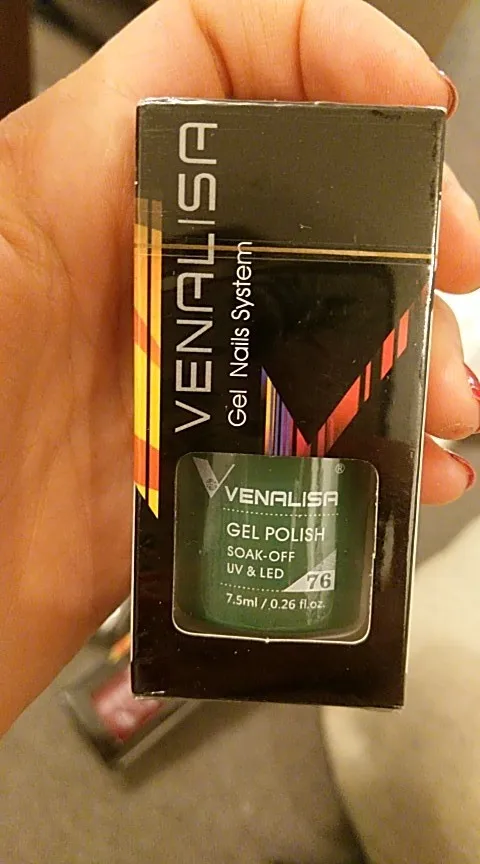 VENALISA
Gel Nails System
®
VENALISA
GEL POLISH
SOAK-OFF
UV & LED
76
7.5ml / 0.26 fl.oz.